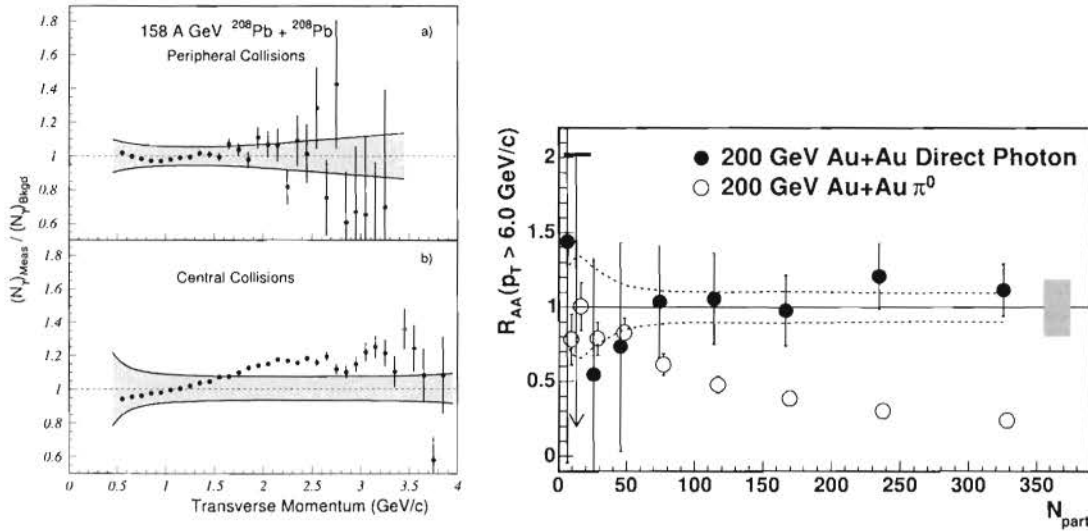 158 A GeV ²⁰⁸Pb + ²⁰⁸Pb
a)
Peripheral Collisions
1.8
1.6
1.4
1.2
1
0.8
0.6
b)
Central Collisions
1.8
1.6
1.4
1.2
1
0.8
0.6
(Nγ)Meas / (Nγ)Bkgd
0 0.5 1 1.5 2 2.5 3 3.5 4
Transverse Momentum (GeV/c)
R_AA(p_T > 6.0 GeV/c)
2
1.5
1
0.5
0
200 GeV Au+Au Direct Photon
200 GeV Au+Au π⁰
0 50 100 150 200 250 300 350
N_part